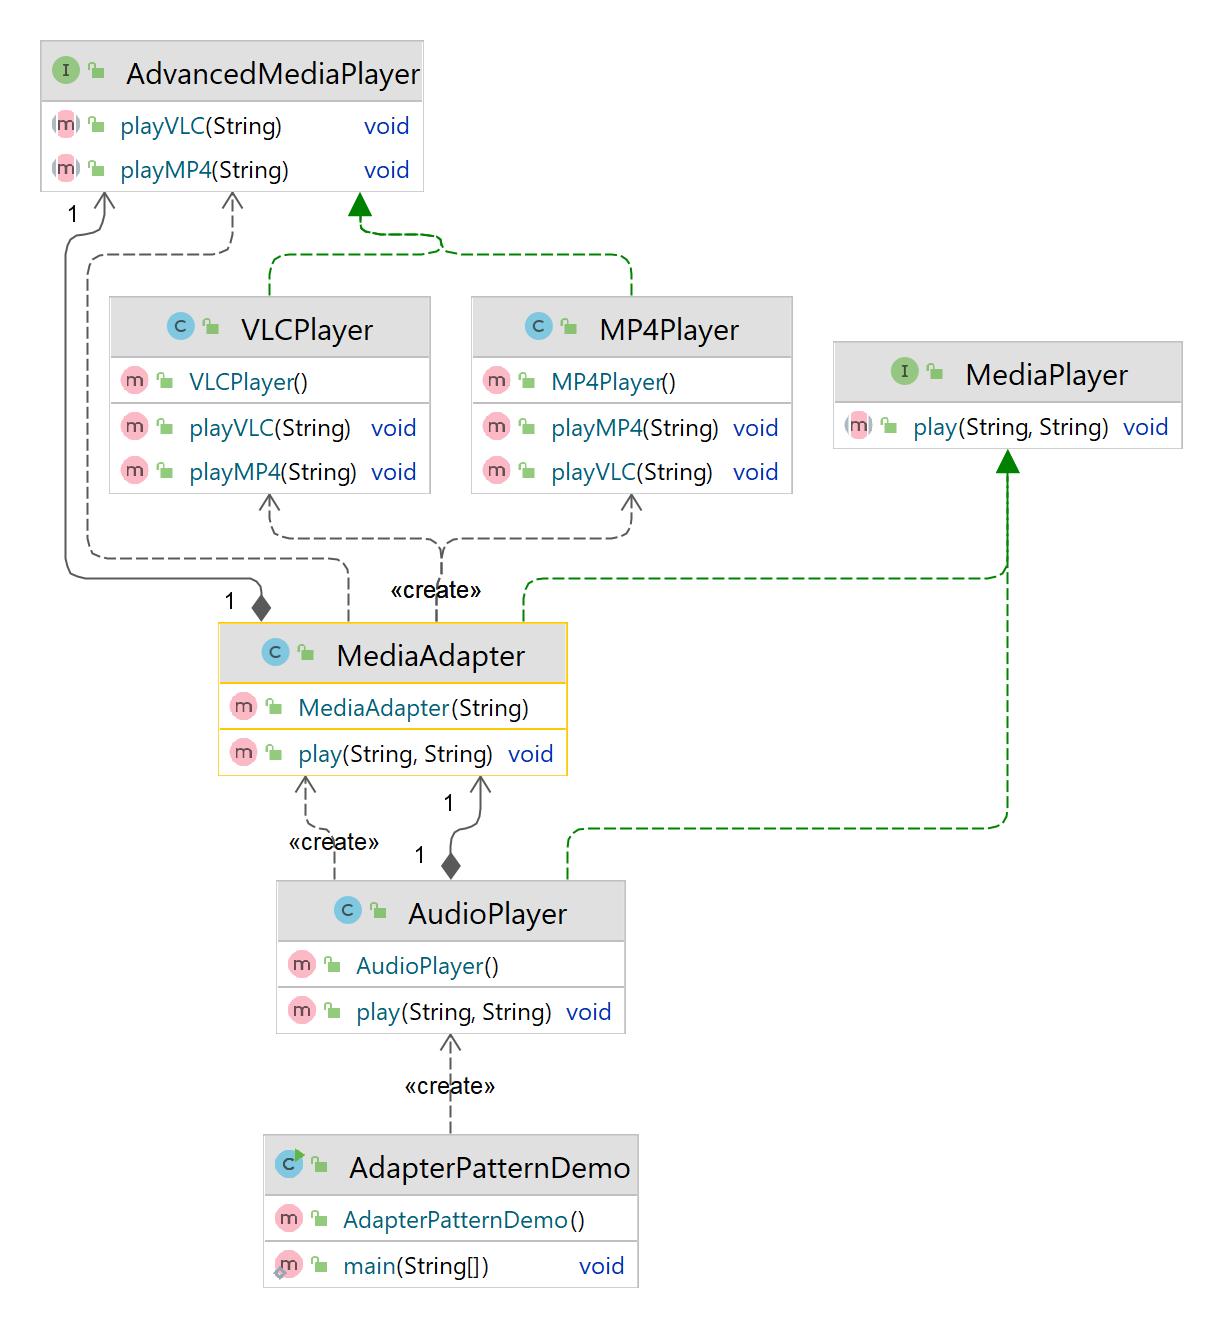 AdvancedMediaPlayer
playVLC(String) void
playMP4(String) void
1
VLCPlayer
VLCPlayer()
playVLC(String) void
playMP4(String) void
MP4Player
MP4Player()
playMP4(String) void
playVLC(String) void
MediaPlayer
play(String, String) void
«create»
1
MediaAdapter
MediaAdapter(String)
play(String, String) void
1
«create»
1
AudioPlayer
AudioPlayer()
play(String, String) void
«create»
AdapterPatternDemo
AdapterPatternDemo()
main(String[]) void